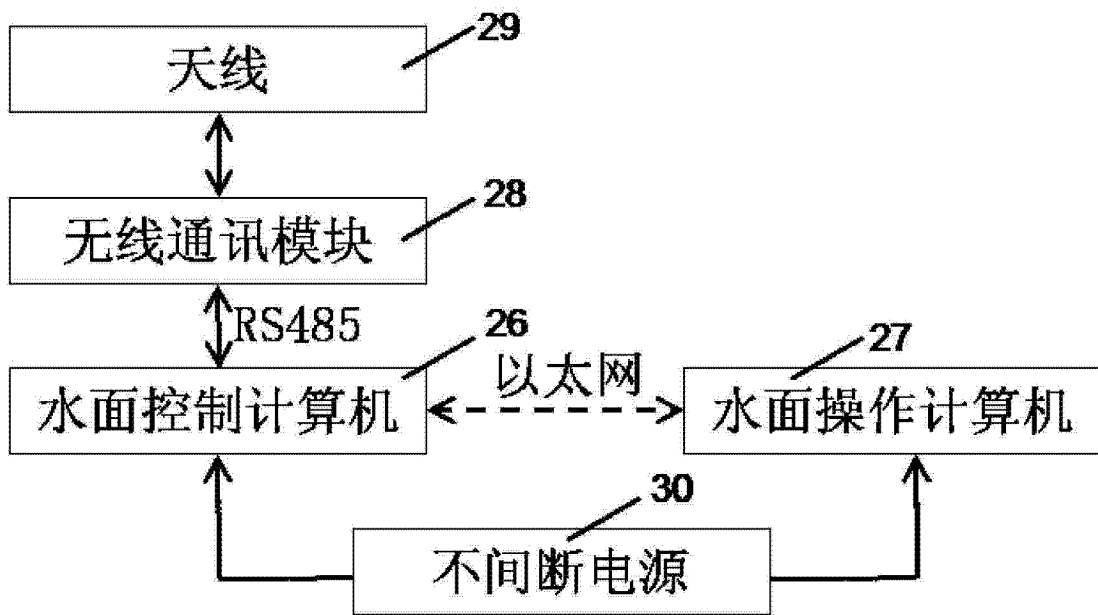 29
天线
28
无线通讯模块
RS485
26
水面控制计算机
以太网
27
水面操作计算机
30
不间断电源